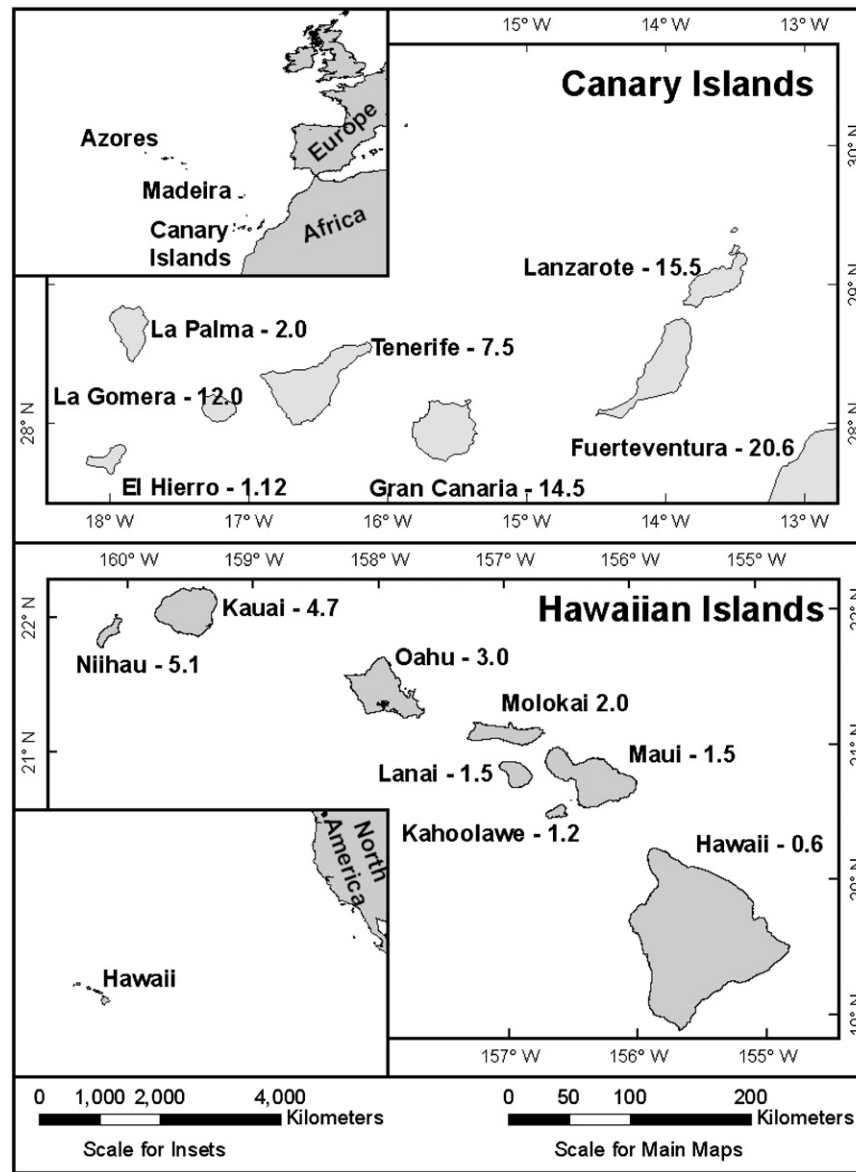 15° W 14° W 13° W
Canary Islands
Azores
Madeira
Canary
Islands
Europe
Africa
30° N
29° N
28° N
28° N
Lanzarote - 15.5
La Palma - 2.0
Tenerife - 7.5
La Gomera - 12.0
Fuerteventura - 20.6
El Hierro - 1.12
Gran Canaria - 14.5
18° W 17° W 16° W 15° W 14° W 13° W
160° W 159° W 158° W 157° W 156° W 155° W
Hawaiian Islands
22° N
22° N
Kauai - 4.7
Niihau - 5.1
Oahu - 3.0
Molokai 2.0
21° N
21° N
Maui - 1.5
Lanai - 1.5
Kahoolawe - 1.2
Hawaii - 0.6
20° N
North
America
Hawaii
19° N
157° W 156° W 155° W
0 1,000 2,000 4,000
Kilometers
Scale for Insets
0 50 100 200
Kilometers
Scale for Main Maps